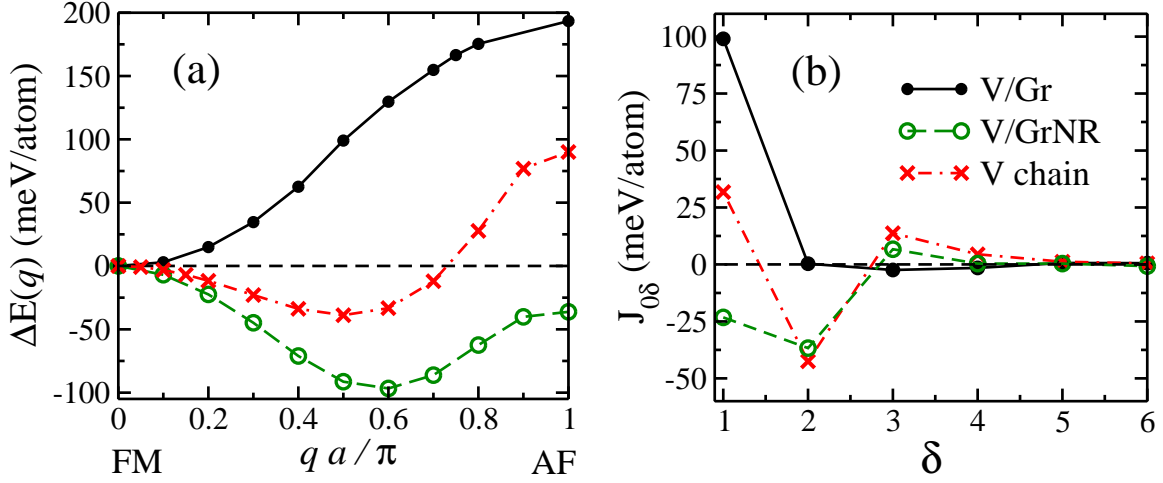 (a)
ΔE(q) (meV/atom)
200
150
100
50
0
-50
-100
0
0.2
0.4
0.6
0.8
1
FM
q a / π
AF
(b)
V/Gr
V/GrNR
V chain
J0δ (meV/atom)
100
75
50
25
0
-25
-50
1
2
3
4
5
6
δ